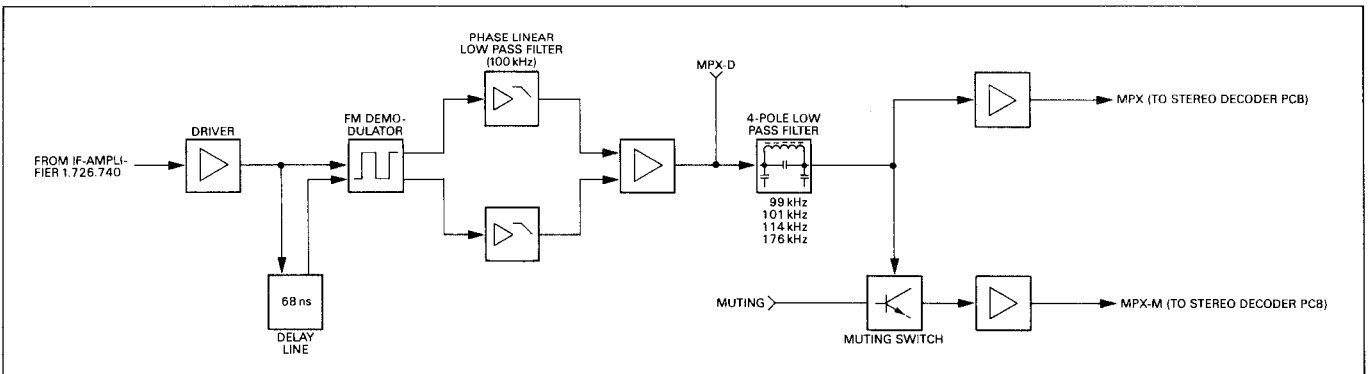 PHASE LINEAR
LOW PASS FILTER
(100 kHz)
MPX-D
FM DEMO-
DULATOR
4-POLE LOW
PASS FILTER
MPX (TO STEREO DECODER PCB)
DRIVER
FROM IF-AMPLI-
FIER 1.726.740
99 kHz
101 kHz
114 kHz
176 kHz
68 ns
DELAY
LINE
MUTING
MUTING SWITCH
MPX-M (TO STEREO DECODER PCB)